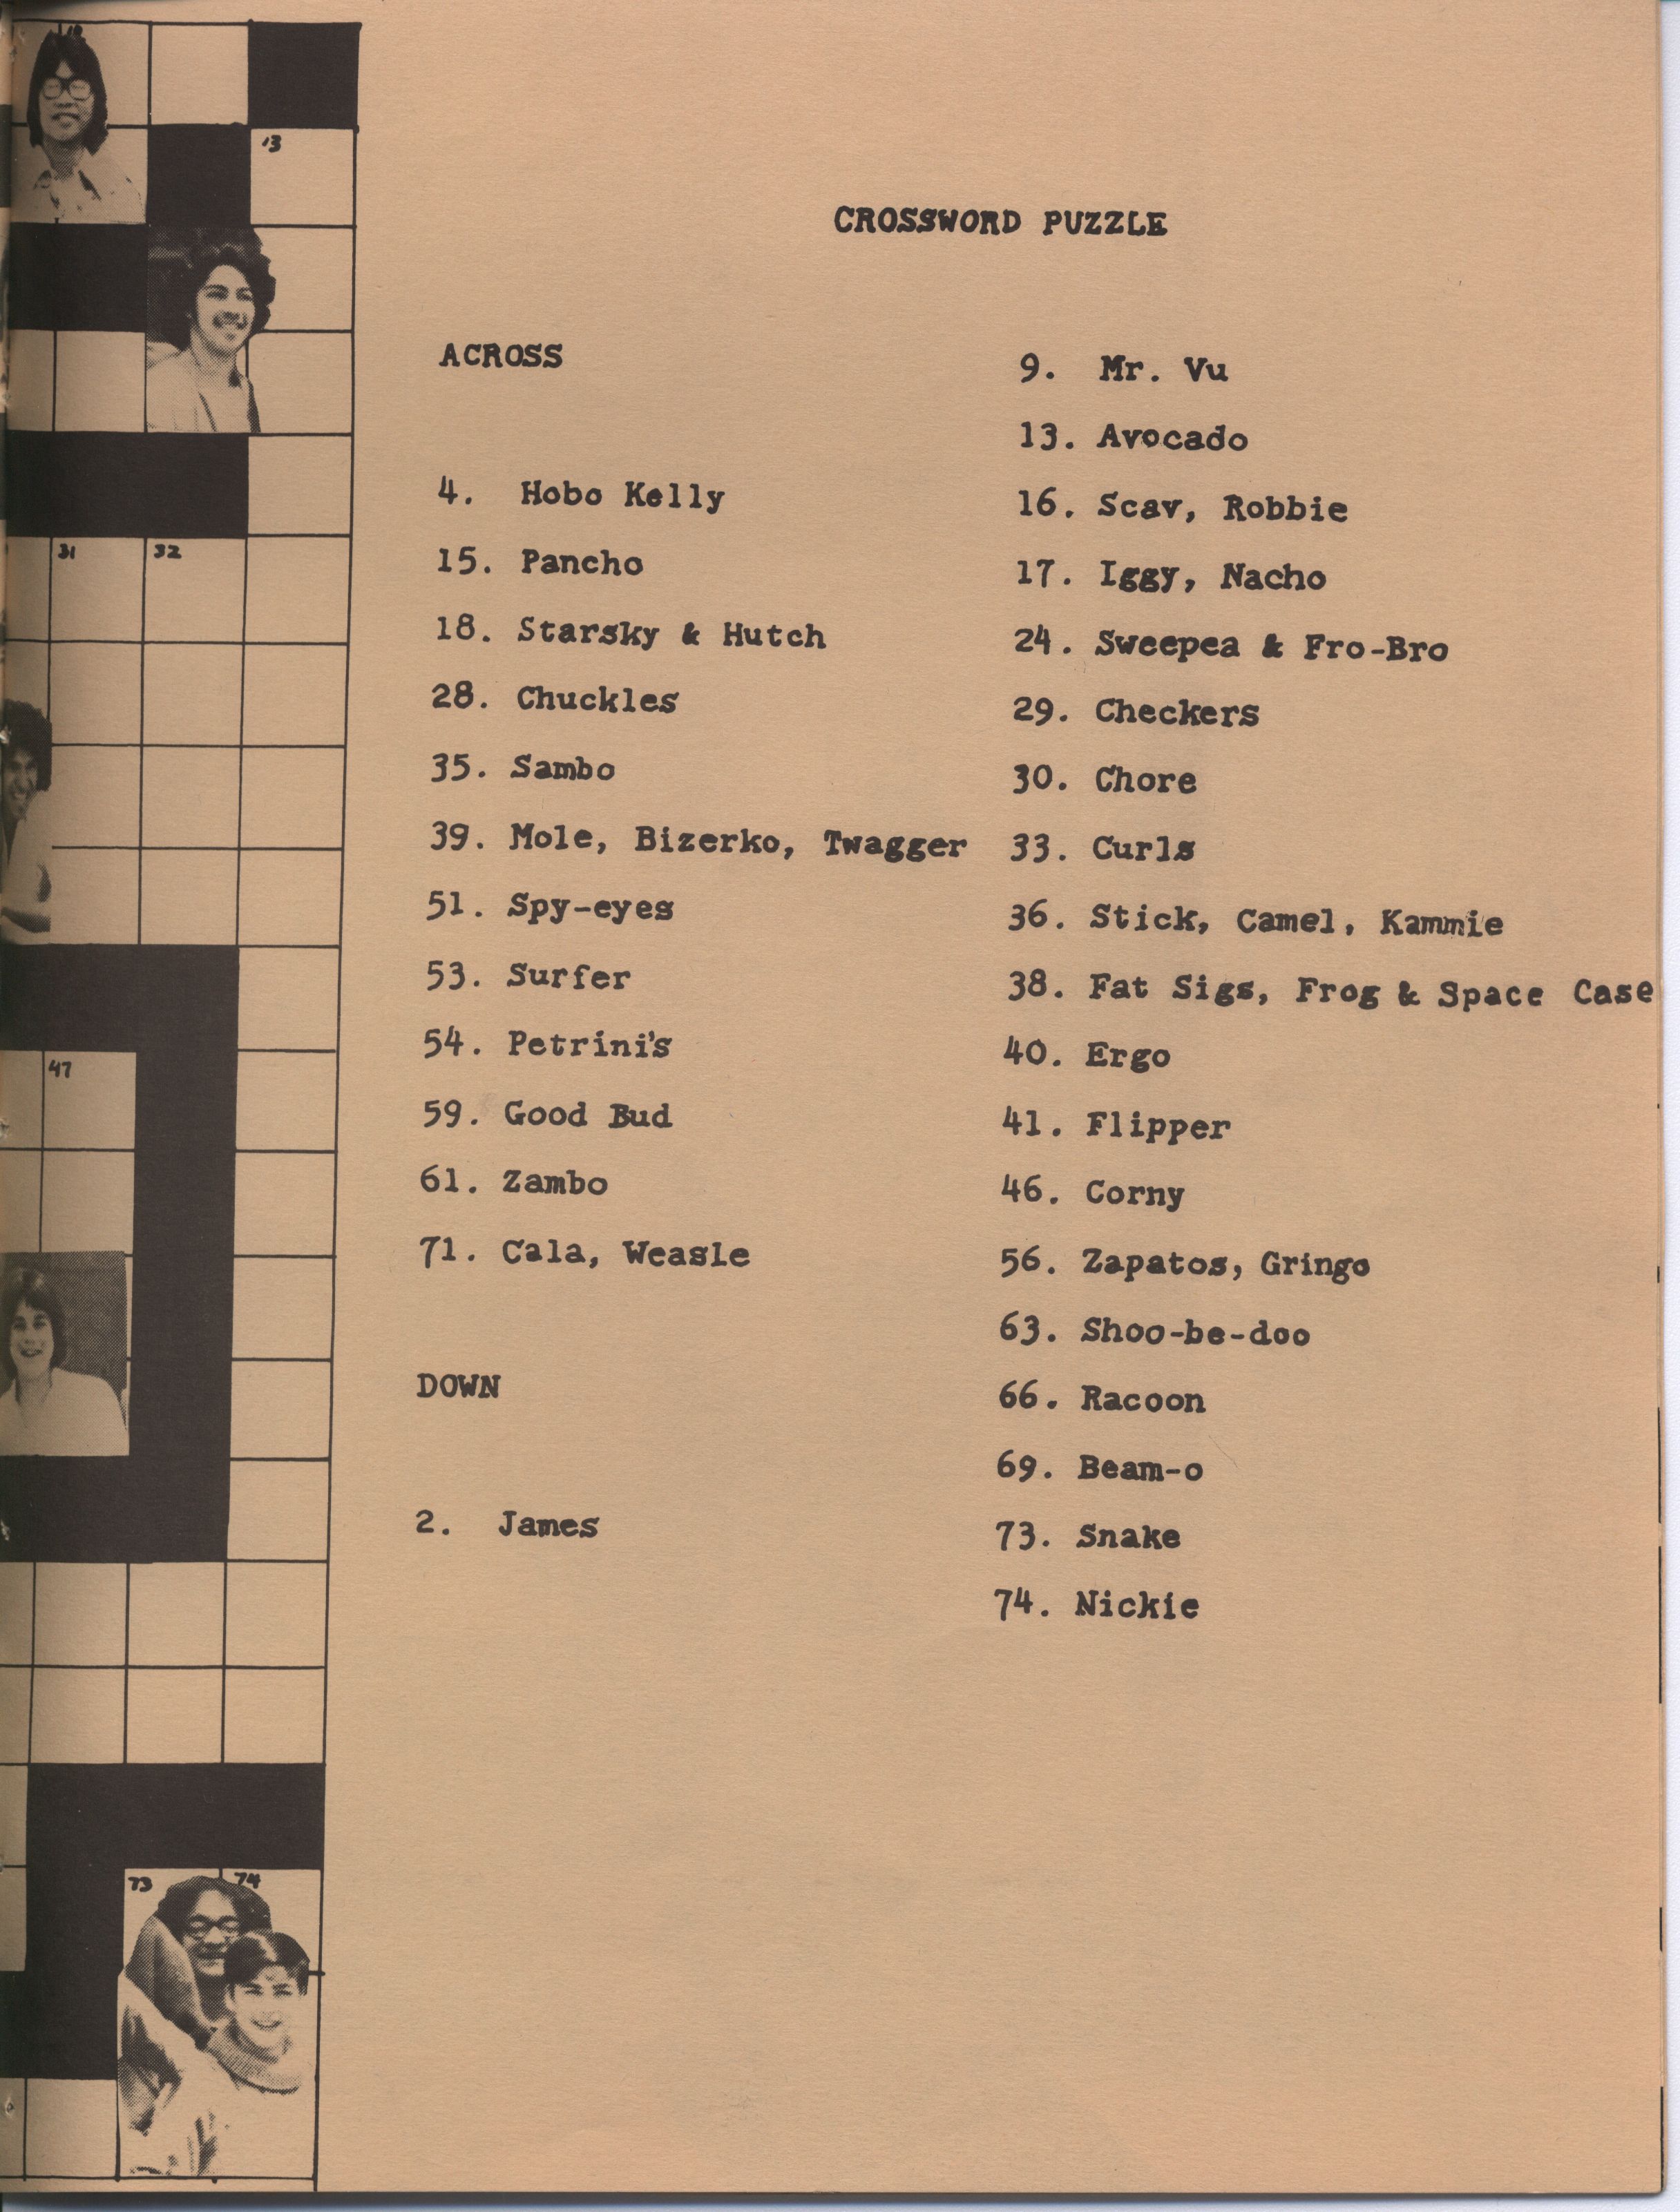 13
31
32
47
73
74
CROSSWORD PUZZLE
ACROSS
4. Hobo Kelly
15. Pancho
18. Starsky & Hutch
28. Chuckles
35. Sambo
39. Mole, Bizerko, Twagger
51. Spy-eyes
53. Surfer
54. Petrini's
59. Good Bud
61. Zambo
71. Cala, Weasle
DOWN
2. James
9. Mr. Vu
13. Avocado
16. Scav, Robbie
17. Iggy, Nacho
24. Sweepea & Fro-Bro
29. Checkers
30. Chore
33. Curls
36. Stick, Camel, Kammie
38. Fat Sigs, Frog & Space Case
40. Ergo
41. Flipper
46. Corny
56. Zapatos, Gringo
63. Shoo-be-doo
66. Racoon
69. Beam-o
73. Snake
74. Nickie